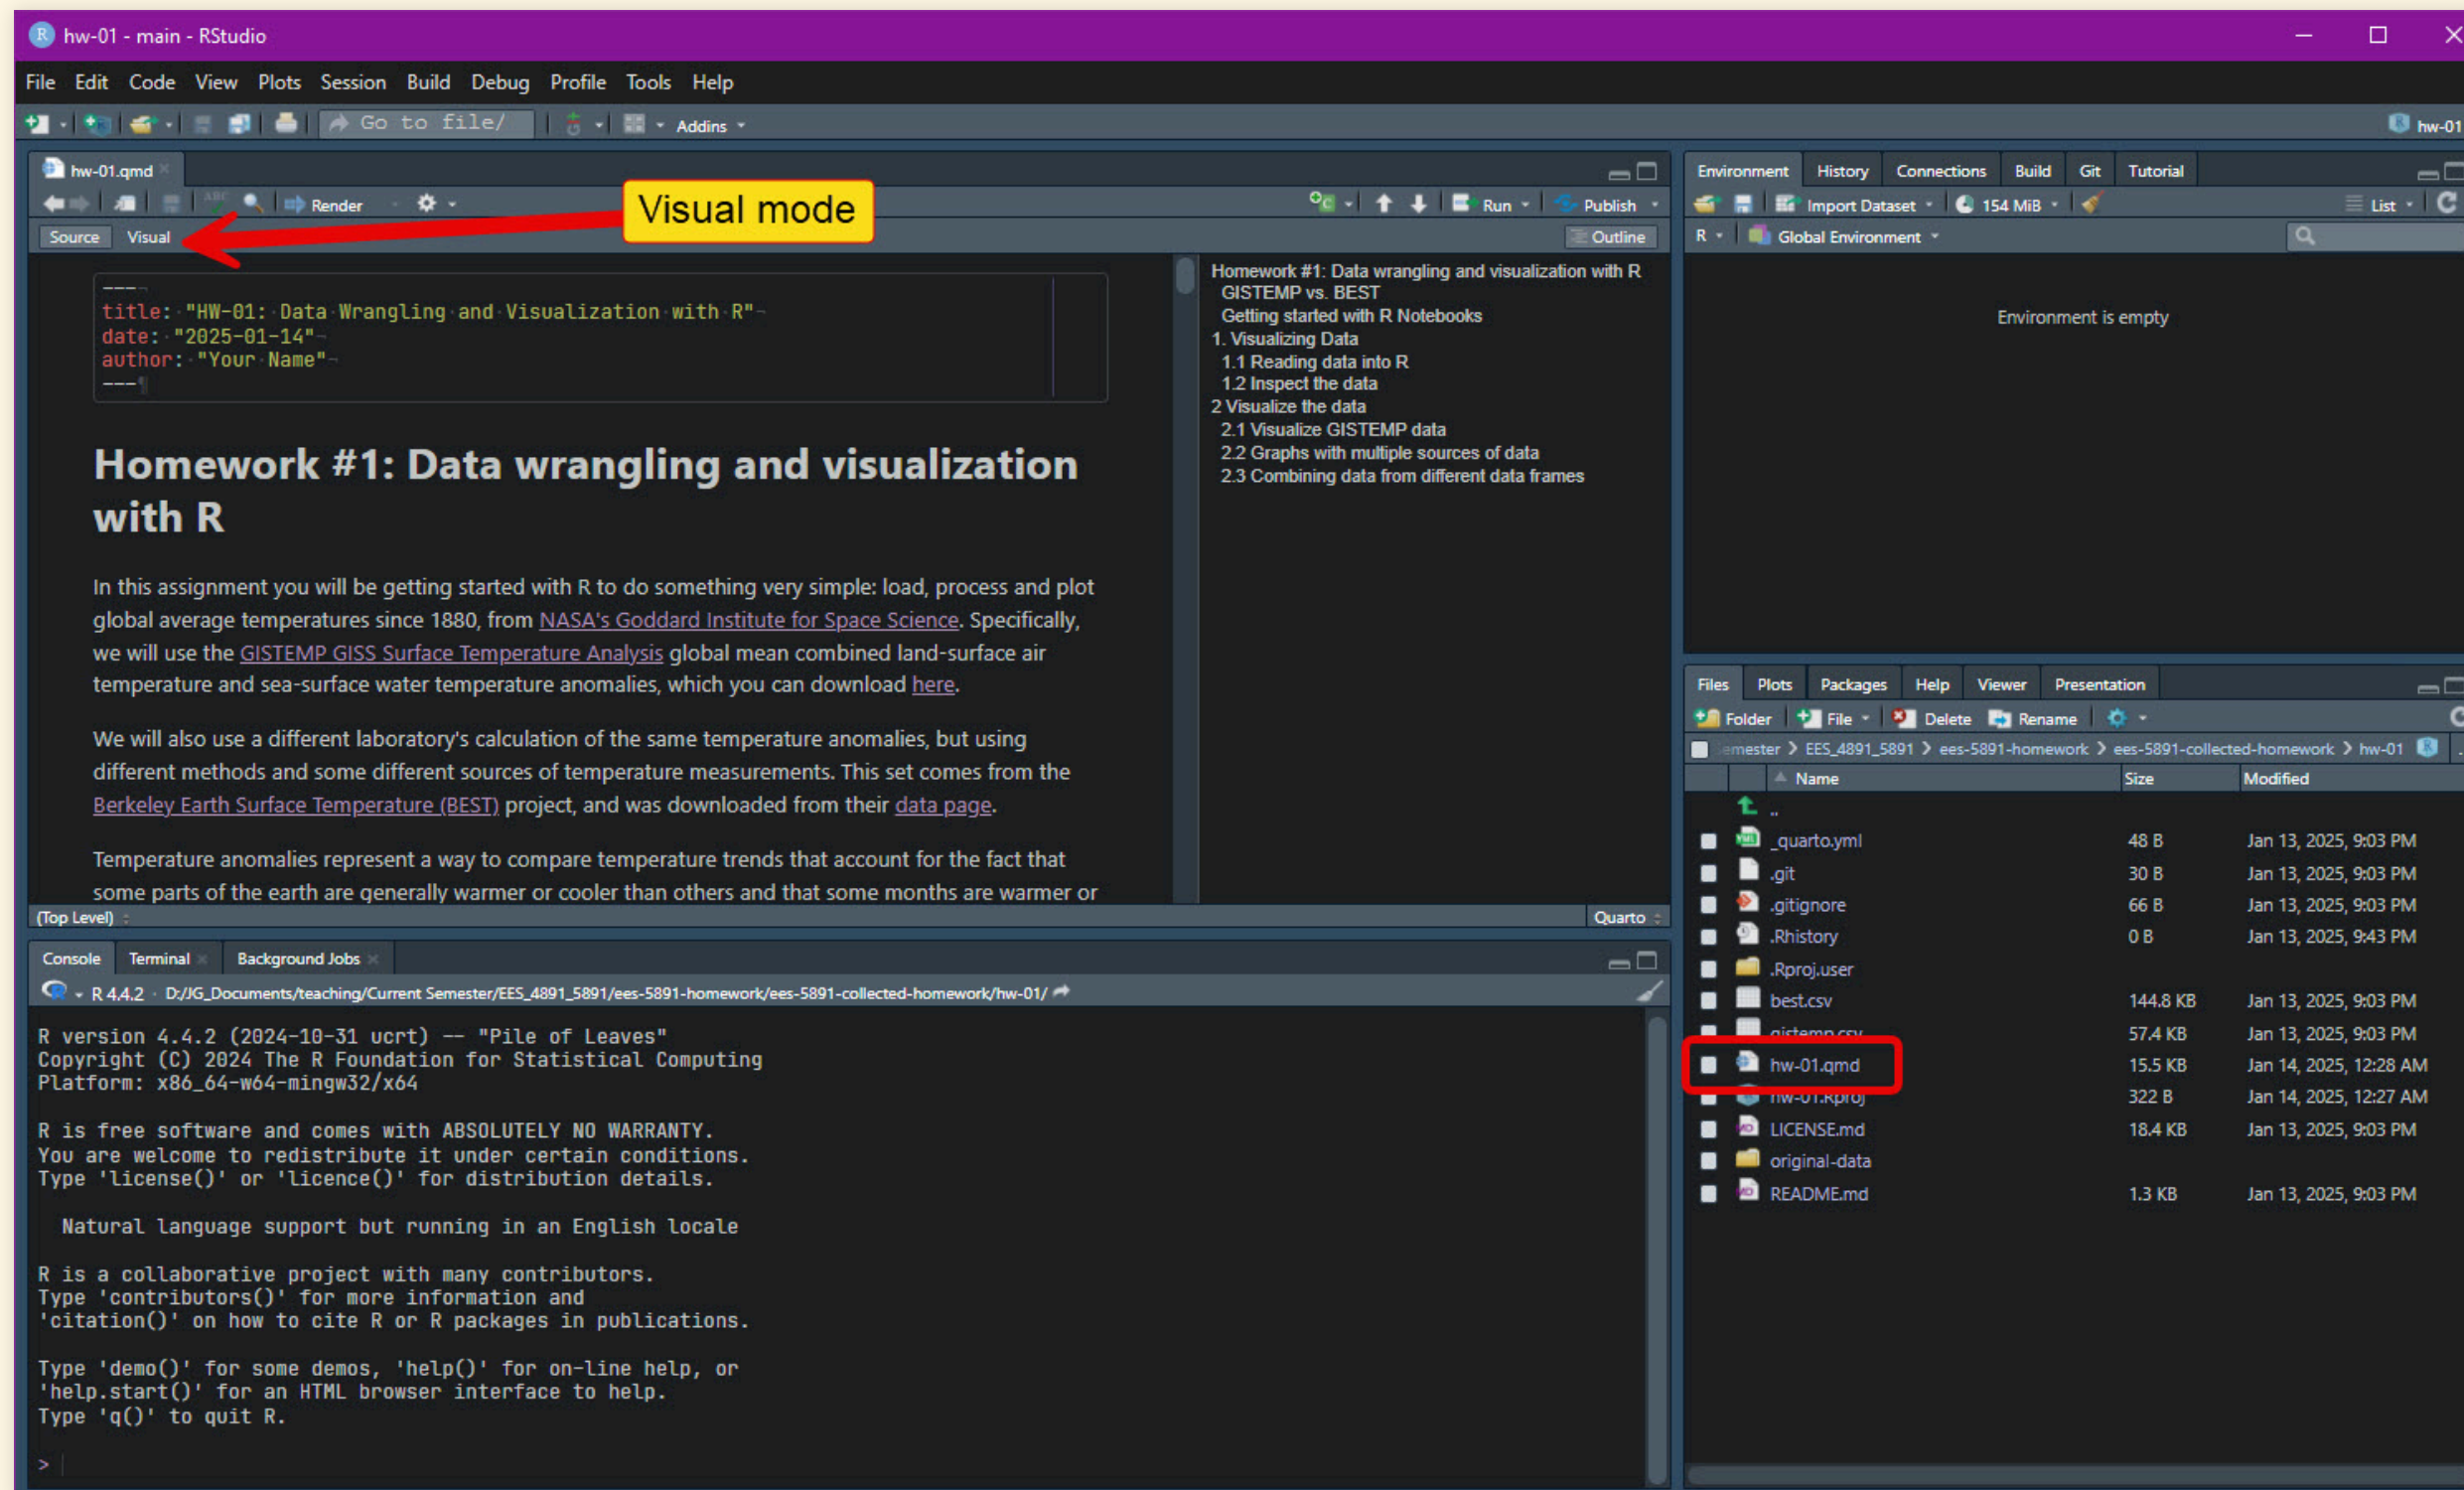 hw-01 - main - RStudio
File Edit Code View Plots Session Build Debug Profile Tools Help
Go to file/ Addins hw-01
hw-01.qmd
Render
Run Publish
Visual mode
Source Visual Outline
---
title: "HW-01: Data Wrangling and Visualization with R"
date: "2025-01-14"
author: "Your Name"
---
Homework #1: Data wrangling and visualization
with R
In this assignment you will be getting started with R to do something very simple: load, process and plot
global average temperatures since 1880, from NASA's Goddard Institute for Space Science. Specifically,
we will use the GISTEMP GISS Surface Temperature Analysis global mean combined land-surface air
temperature and sea-surface water temperature anomalies, which you can download here.
We will also use a different laboratory's calculation of the same temperature anomalies, but using
different methods and some different sources of temperature measurements. This set comes from the
Berkeley Earth Surface Temperature (BEST) project, and was downloaded from their data page.
Temperature anomalies represent a way to compare temperature trends that account for the fact that
some parts of the earth are generally warmer or cooler than others and that some months are warmer or
(Top Level) Quarto
Homework #1: Data wrangling and visualization with R
GISTEMP vs. BEST
Getting started with R Notebooks
1. Visualizing Data
1.1 Reading data into R
1.2 Inspect the data
2 Visualize the data
2.1 Visualize GISTEMP data
2.2 Graphs with multiple sources of data
2.3 Combining data from different data frames
Console Terminal Background Jobs
R 4.4.2 · D:/JG_Documents/teaching/Current Semester/EES_4891_5891/ees-5891-homework/ees-5891-collected-homework/hw-01/
R version 4.4.2 (2024-10-31 ucrt) -- "Pile of Leaves"
Copyright (C) 2024 The R Foundation for Statistical Computing
Platform: x86_64-w64-mingw32/x64
R is free software and comes with ABSOLUTELY NO WARRANTY.
You are welcome to redistribute it under certain conditions.
Type 'license()' or 'licence()' for distribution details.
Natural language support but running in an English locale
R is a collaborative project with many contributors.
Type 'contributors()' for more information and
'citation()' on how to cite R or R packages in publications.
Type 'demo()' for some demos, 'help()' for on-line help, or
'help.start()' for an HTML browser interface to help.
Type 'q()' to quit R.
>
Environment History Connections Build Git Tutorial
Import Dataset 154 MiB List
R Global Environment
Environment is empty
Files Plots Packages Help Viewer Presentation
Folder File Delete Rename
emester EES_4891_5891 ees-5891-homework ees-5891-collected-homework hw-01
Name Size Modified
..
_quarto.yml 48 B Jan 13, 2025, 9:03 PM
.git 30 B Jan 13, 2025, 9:03 PM
.gitignore 66 B Jan 13, 2025, 9:03 PM
.Rhistory 0 B Jan 13, 2025, 9:43 PM
.Rproj.user
best.csv 144.8 KB Jan 13, 2025, 9:03 PM
gistemp.csv 57.4 KB Jan 13, 2025, 9:03 PM
hw-01.qmd 15.5 KB Jan 14, 2025, 12:28 AM
hw-01.Rproj 322 B Jan 14, 2025, 12:27 AM
LICENSE.md 18.4 KB Jan 13, 2025, 9:03 PM
original-data
README.md 1.3 KB Jan 13, 2025, 9:03 PM